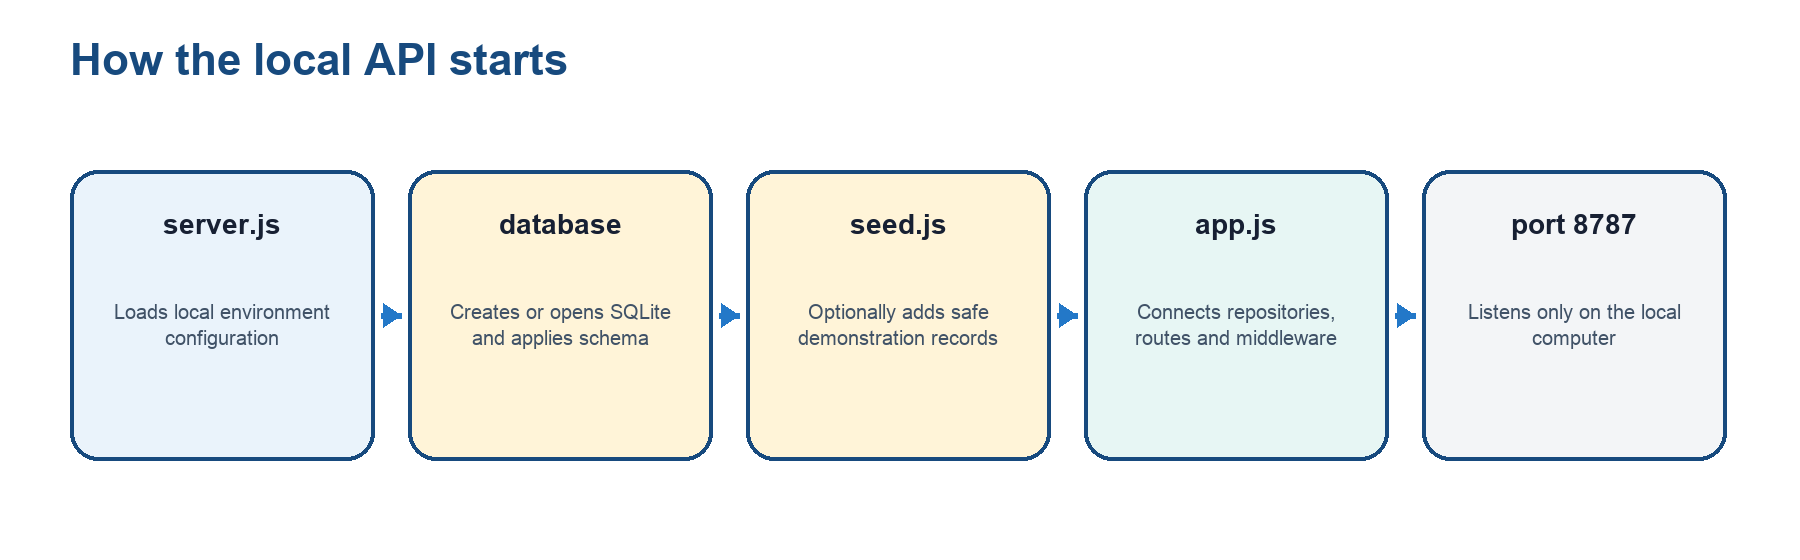 How the local API starts
server.js
Loads local environment
configuration
database
Creates or opens SQLite
and applies schema
seed.js
Optionally adds safe
demonstration records
app.js
Connects repositories,
routes and middleware
port 8787
Listens only on the local
computer